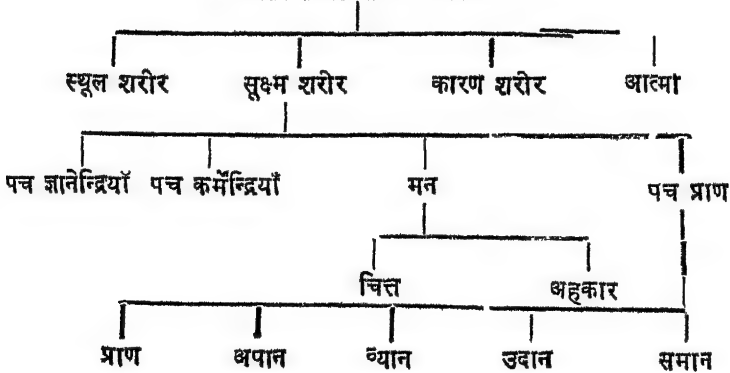 स्थूल शरीर सूक्ष्म शरीर कारण शरीर आत्मा
पच ज्ञानेन्द्रियॉ पच कर्मेन्द्रियाँ मन पच प्राण
चित्त अहकार
प्राण अपान व्यान उदान समान